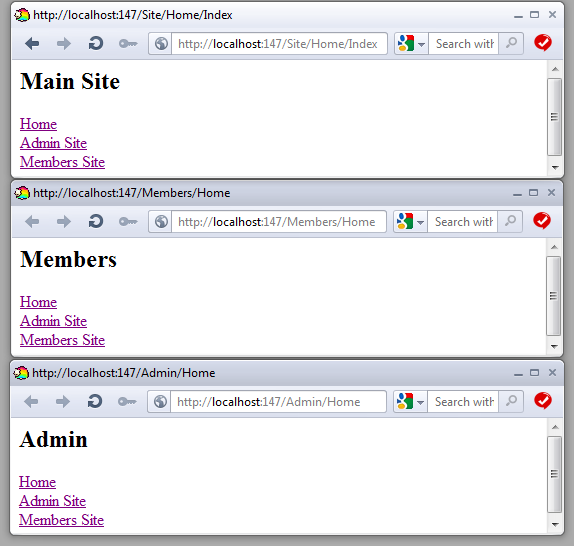 http://localhost:147/Site/Home/Index
http://localhost:147/Site/Home/Index Search with
Main Site
Home
Admin Site
Members Site
http://localhost:147/Members/Home
http://localhost:147/Members/Home Search with
Members
Home
Admin Site
Members Site
http://localhost:147/Admin/Home
http://localhost:147/Admin/Home Search with
Admin
Home
Admin Site
Members Site